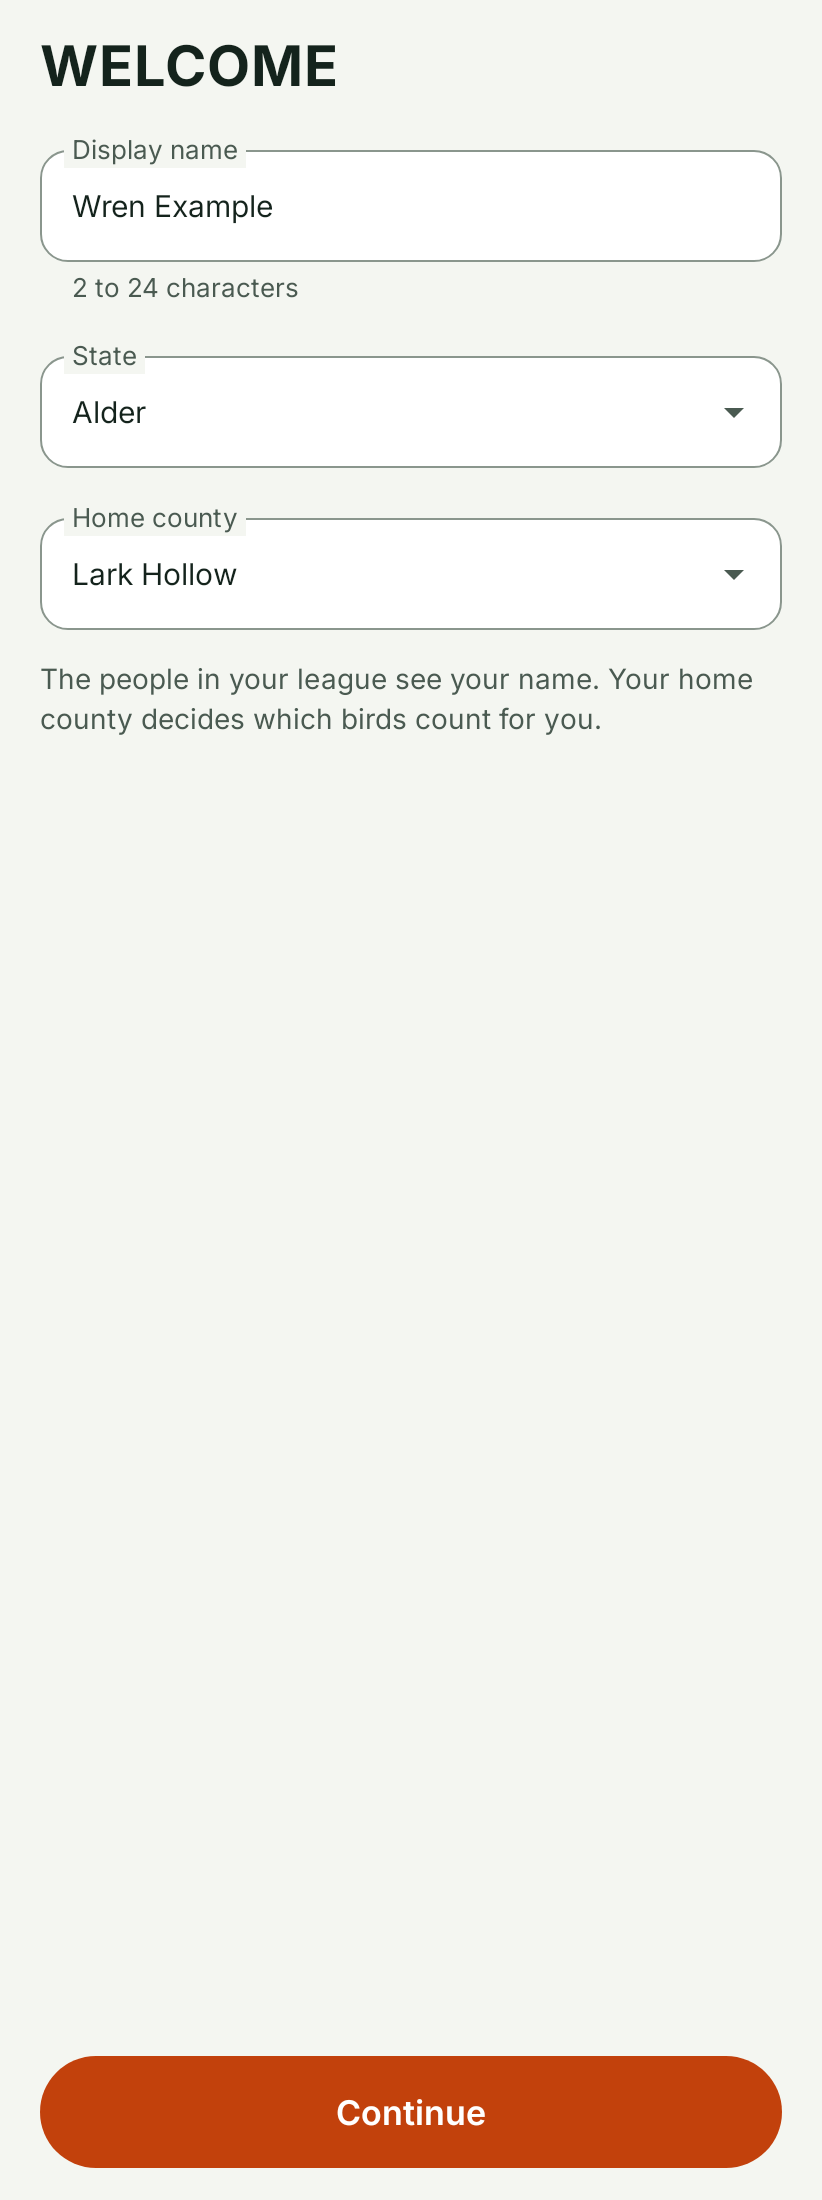 WELCOME
Display name
Wren Example
2 to 24 characters
State
Alder
Home county
Lark Hollow
The people in your league see your name. Your home
county decides which birds count for you.
Continue